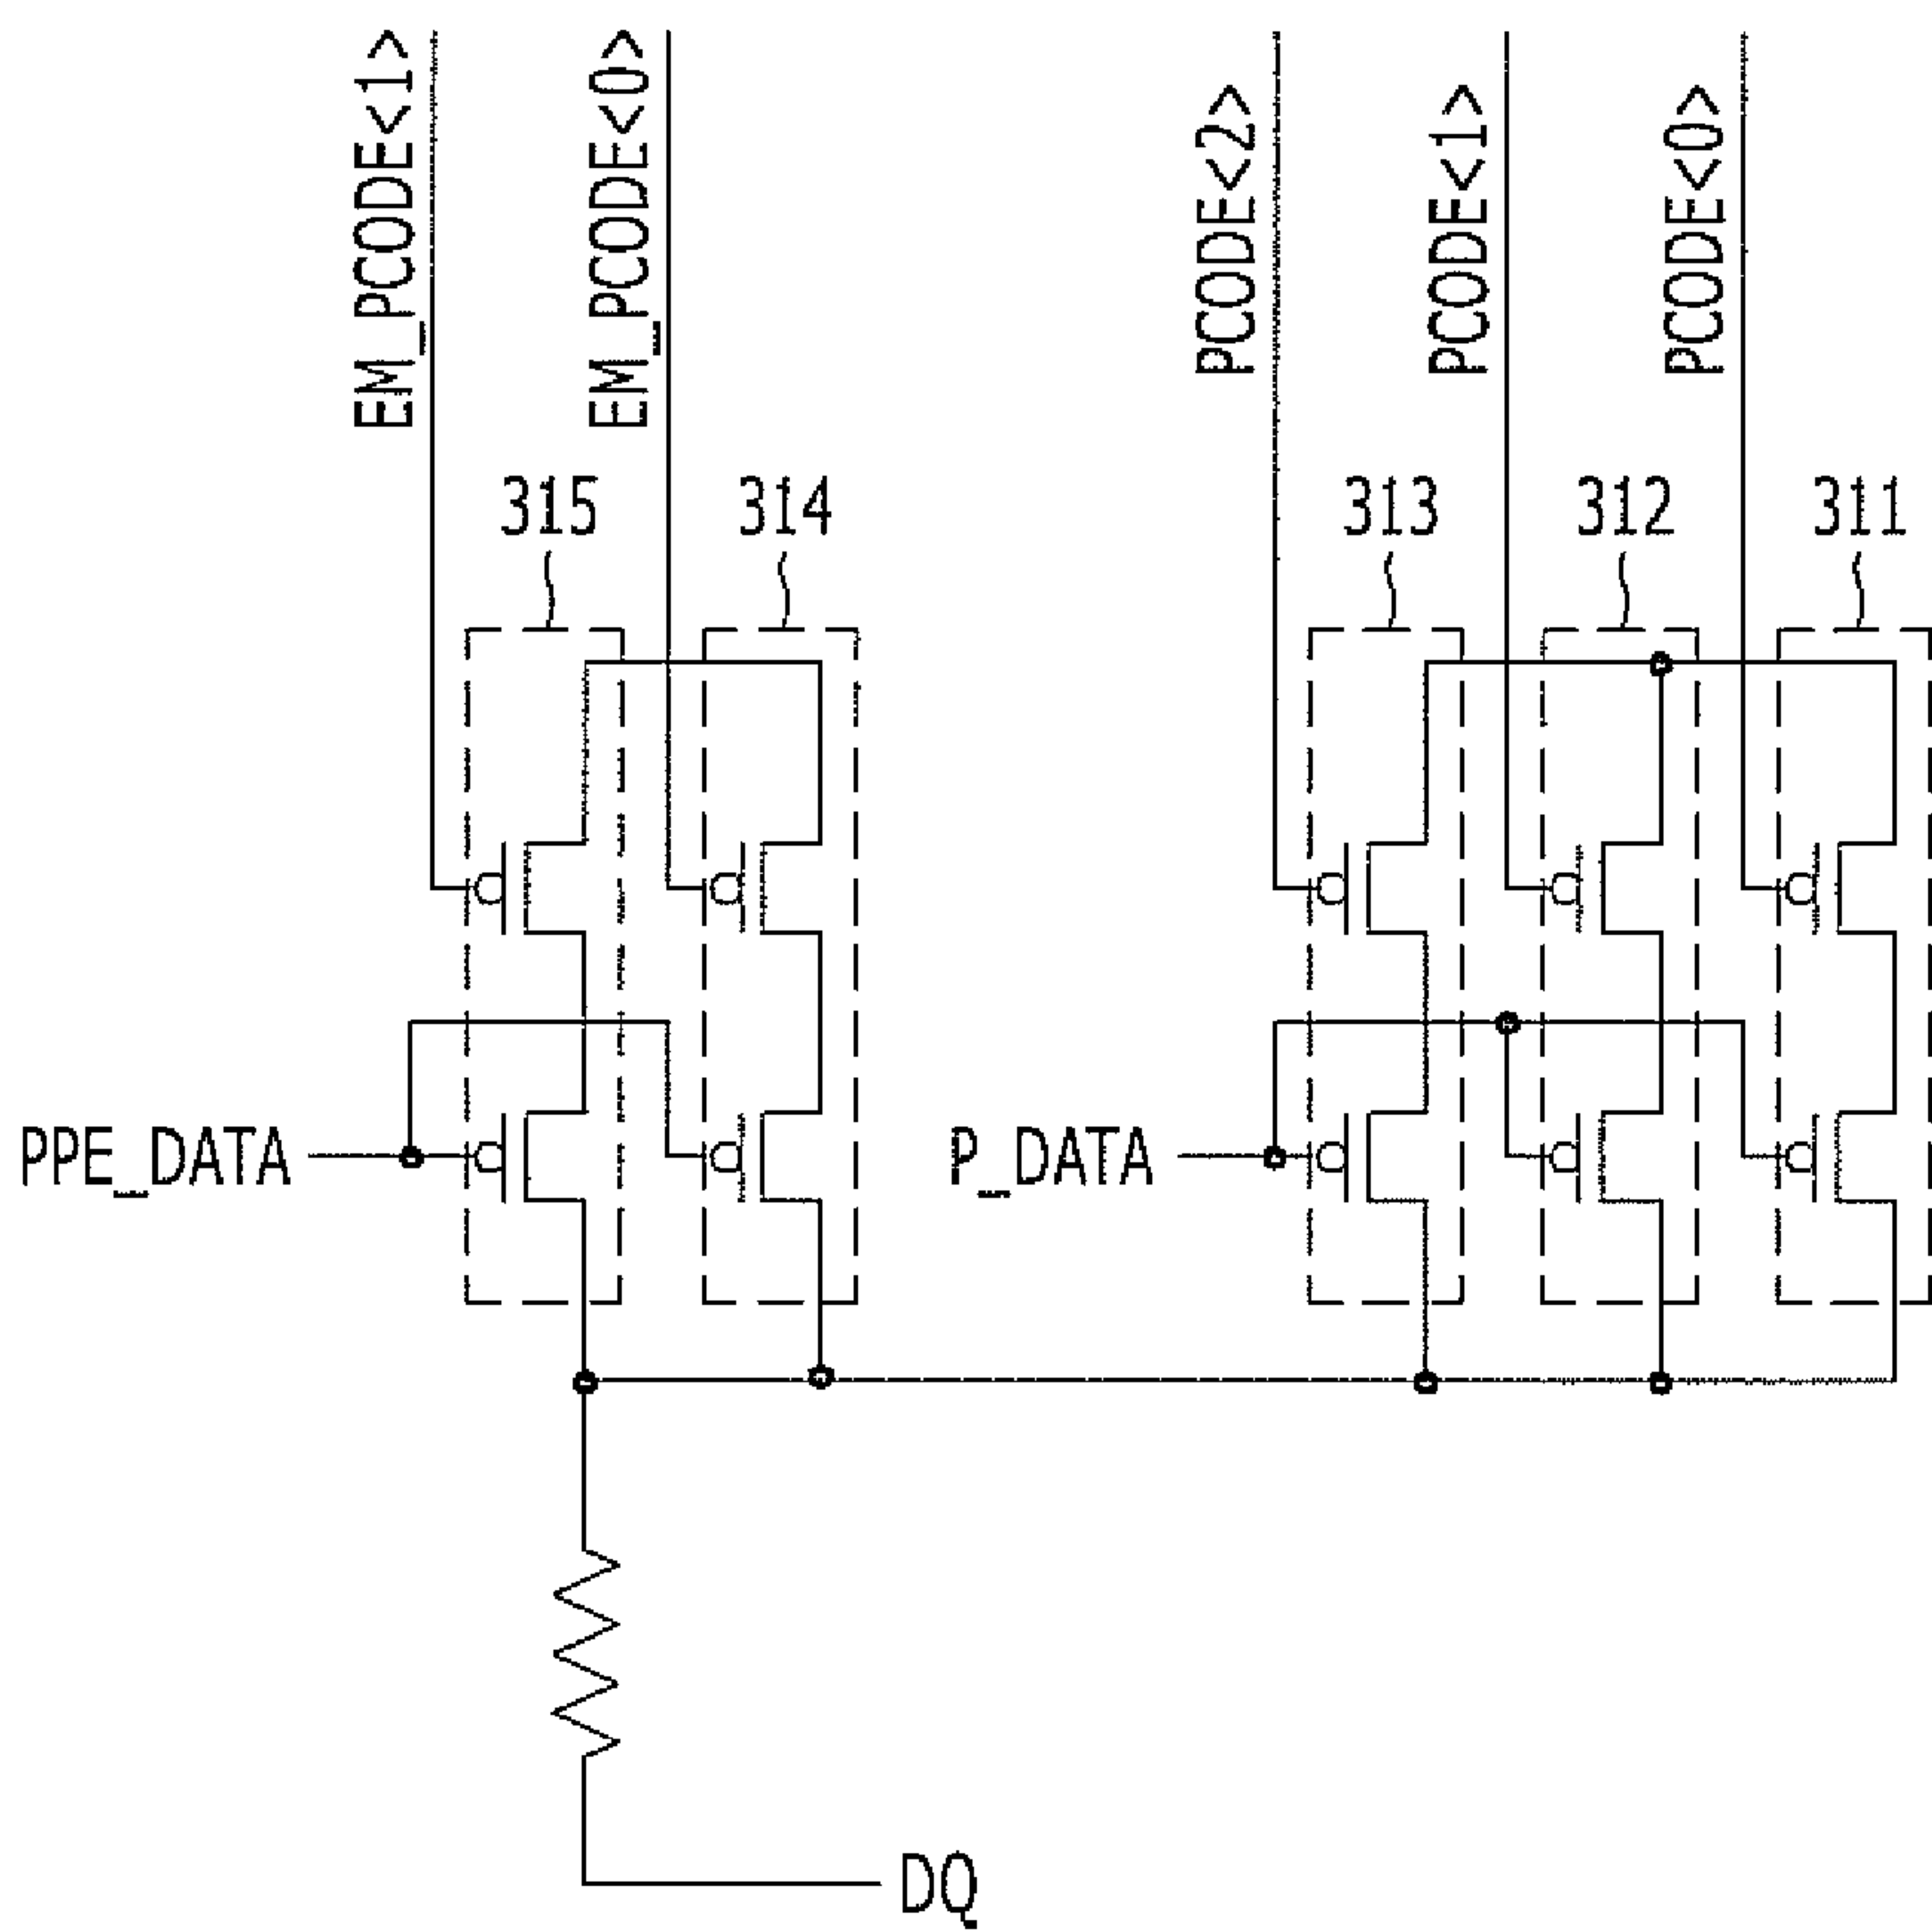 EM_PCODE<1>
EM_PCODE<0>
PCODE<2>
PCODE<1>
PCODE<0>
315
314
313
312
311
PPE_DATA
P_DATA
DQ